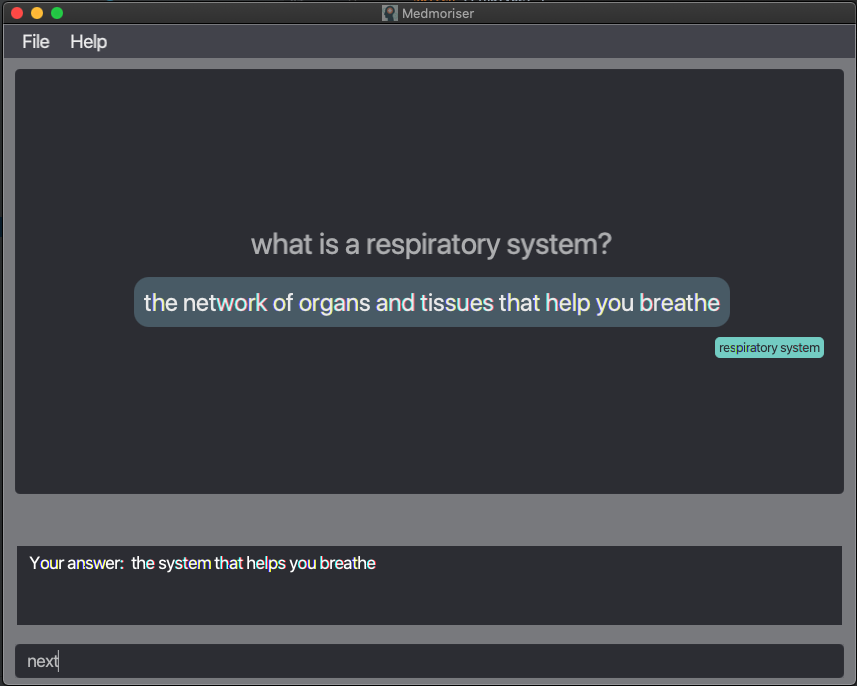 Medmoriser
File Help
what is a respiratory system?
the network of organs and tissues that help you breathe
respiratory system
Your answer: the system that helps you breathe
next